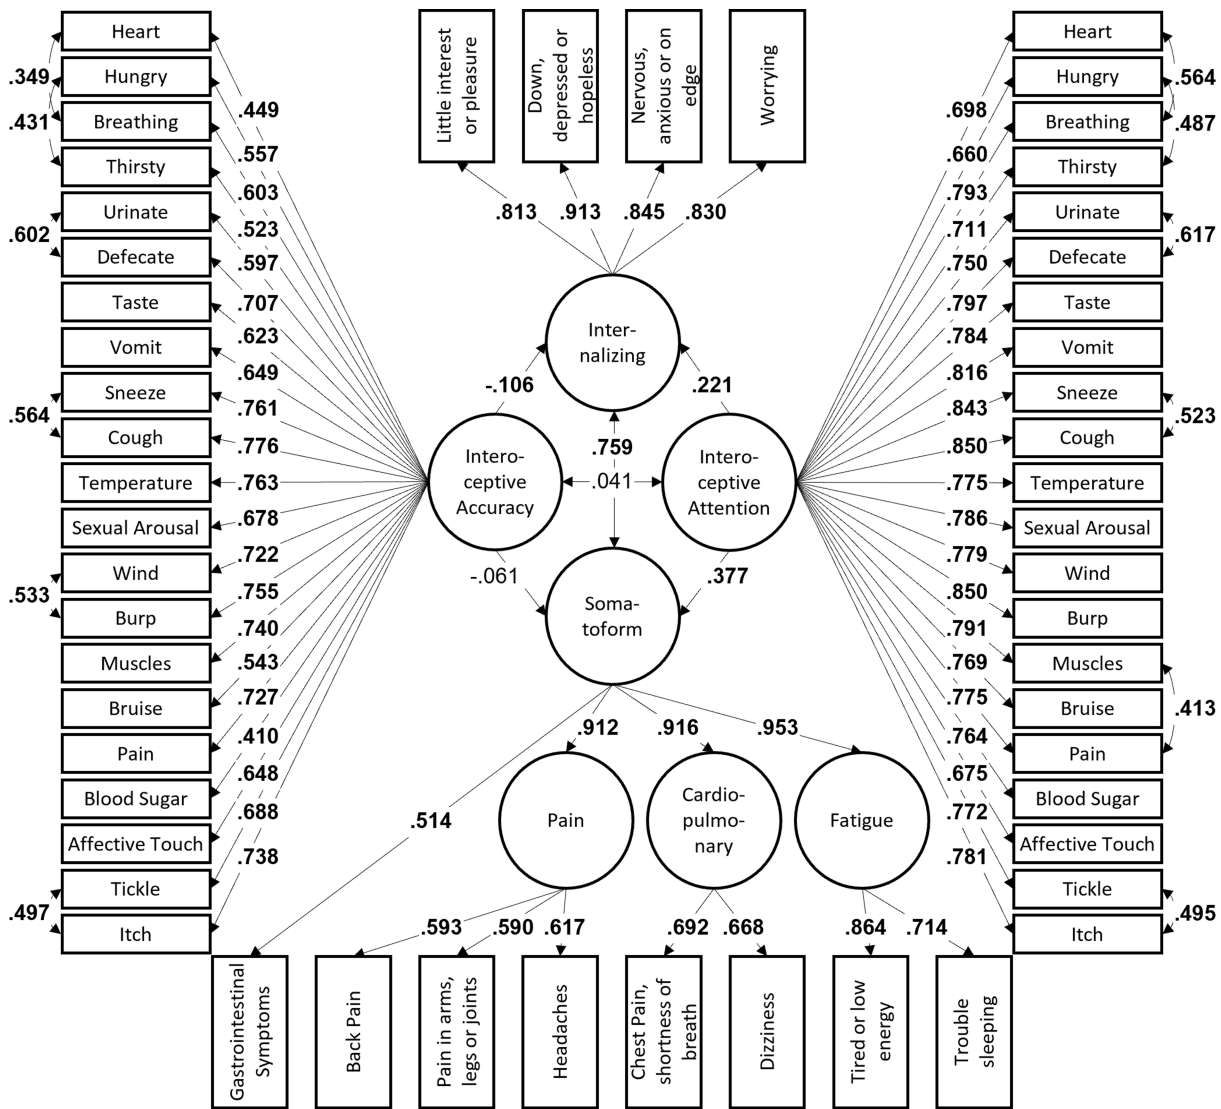 Heart
Hungry
Breathing
Thirsty
Urinate
Defecate
Taste
Vomit
Sneeze
Cough
Temperature
Sexual Arousal
Wind
Burp
Muscles
Bruise
Pain
Blood Sugar
Affective Touch
Tickle
Itch
.349
.431
.602
.564
.533
.497
.449
.557
.603
.523
.597
.707
.623
.649
.761
.776
.763
.678
.722
.755
.740
.543
.727
.410
.648
.688
.738
Little interest
or pleasure
Down,
depressed or
hopeless
Nervous,
anxious or on
edge
Worrying
.813
.913
.845
.830
Inter-
nalizing
-.106
.221
.759
.041
Intero-
ceptive
Accuracy
Intero-
ceptive
Attention
-.061
.377
Soma-
toform
.514
.912
.916
.953
Pain
Cardio-
pulmo-
nary
Fatigue
.593
.590
.617
.692
.668
.864
.714
Gastrointestinal
Symptoms
Back Pain
Pain in arms,
legs or joints
Headaches
Chest Pain,
shortness of
breath
Dizziness
Tired or low
energy
Trouble
sleeping
.698
.660
.793
.711
.750
.797
.784
.816
.843
.850
.775
.786
.779
.850
.791
.769
.775
.764
.675
.772
.781
Heart
Hungry
Breathing
Thirsty
Urinate
Defecate
Taste
Vomit
Sneeze
Cough
Temperature
Sexual Arousal
Wind
Burp
Muscles
Bruise
Pain
Blood Sugar
Affective Touch
Tickle
Itch
.564
.487
.617
.523
.413
.495